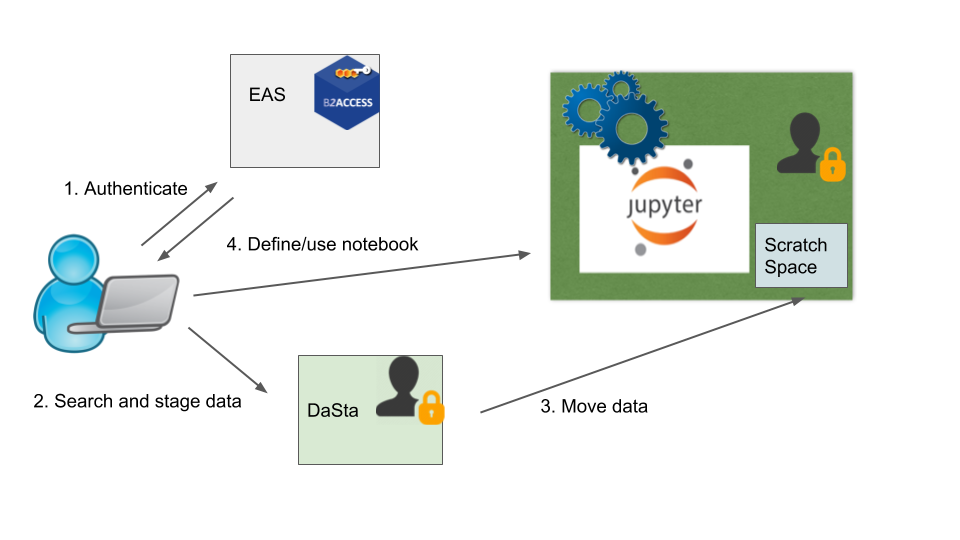 EAS
B2ACCESS
1. Authenticate
4. Define/use notebook
jupyter
Scratch
Space
2. Search and stage data
DaSta
3. Move data